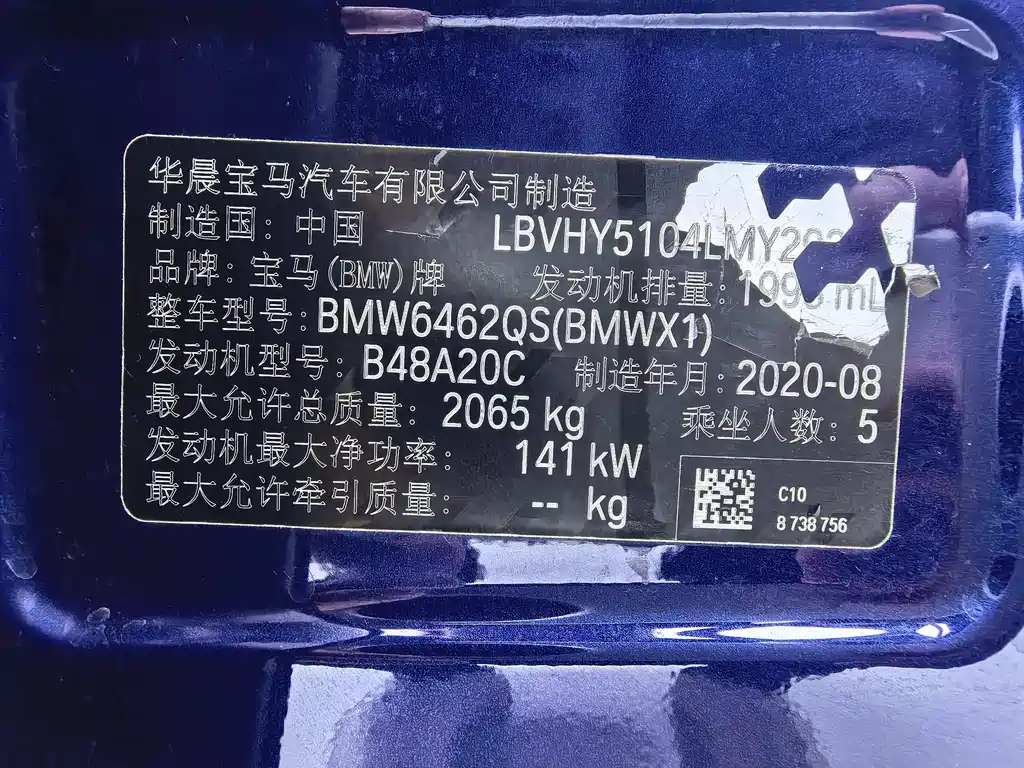 华晨宝马汽车有限公司制造
制造国：中国 LBVHY5104LMY
品牌：宝马(BMW)牌 发动机排量：199 mL
整车型号：BMW6462QS(BMWX1)
发动机型号：B48A20C 制造年月：2020-08
最大允许总质量：2065 kg 乘坐人数：5
发动机最大净功率：141 kW
最大允许牵引质量：-- kg
C10
8 738 756